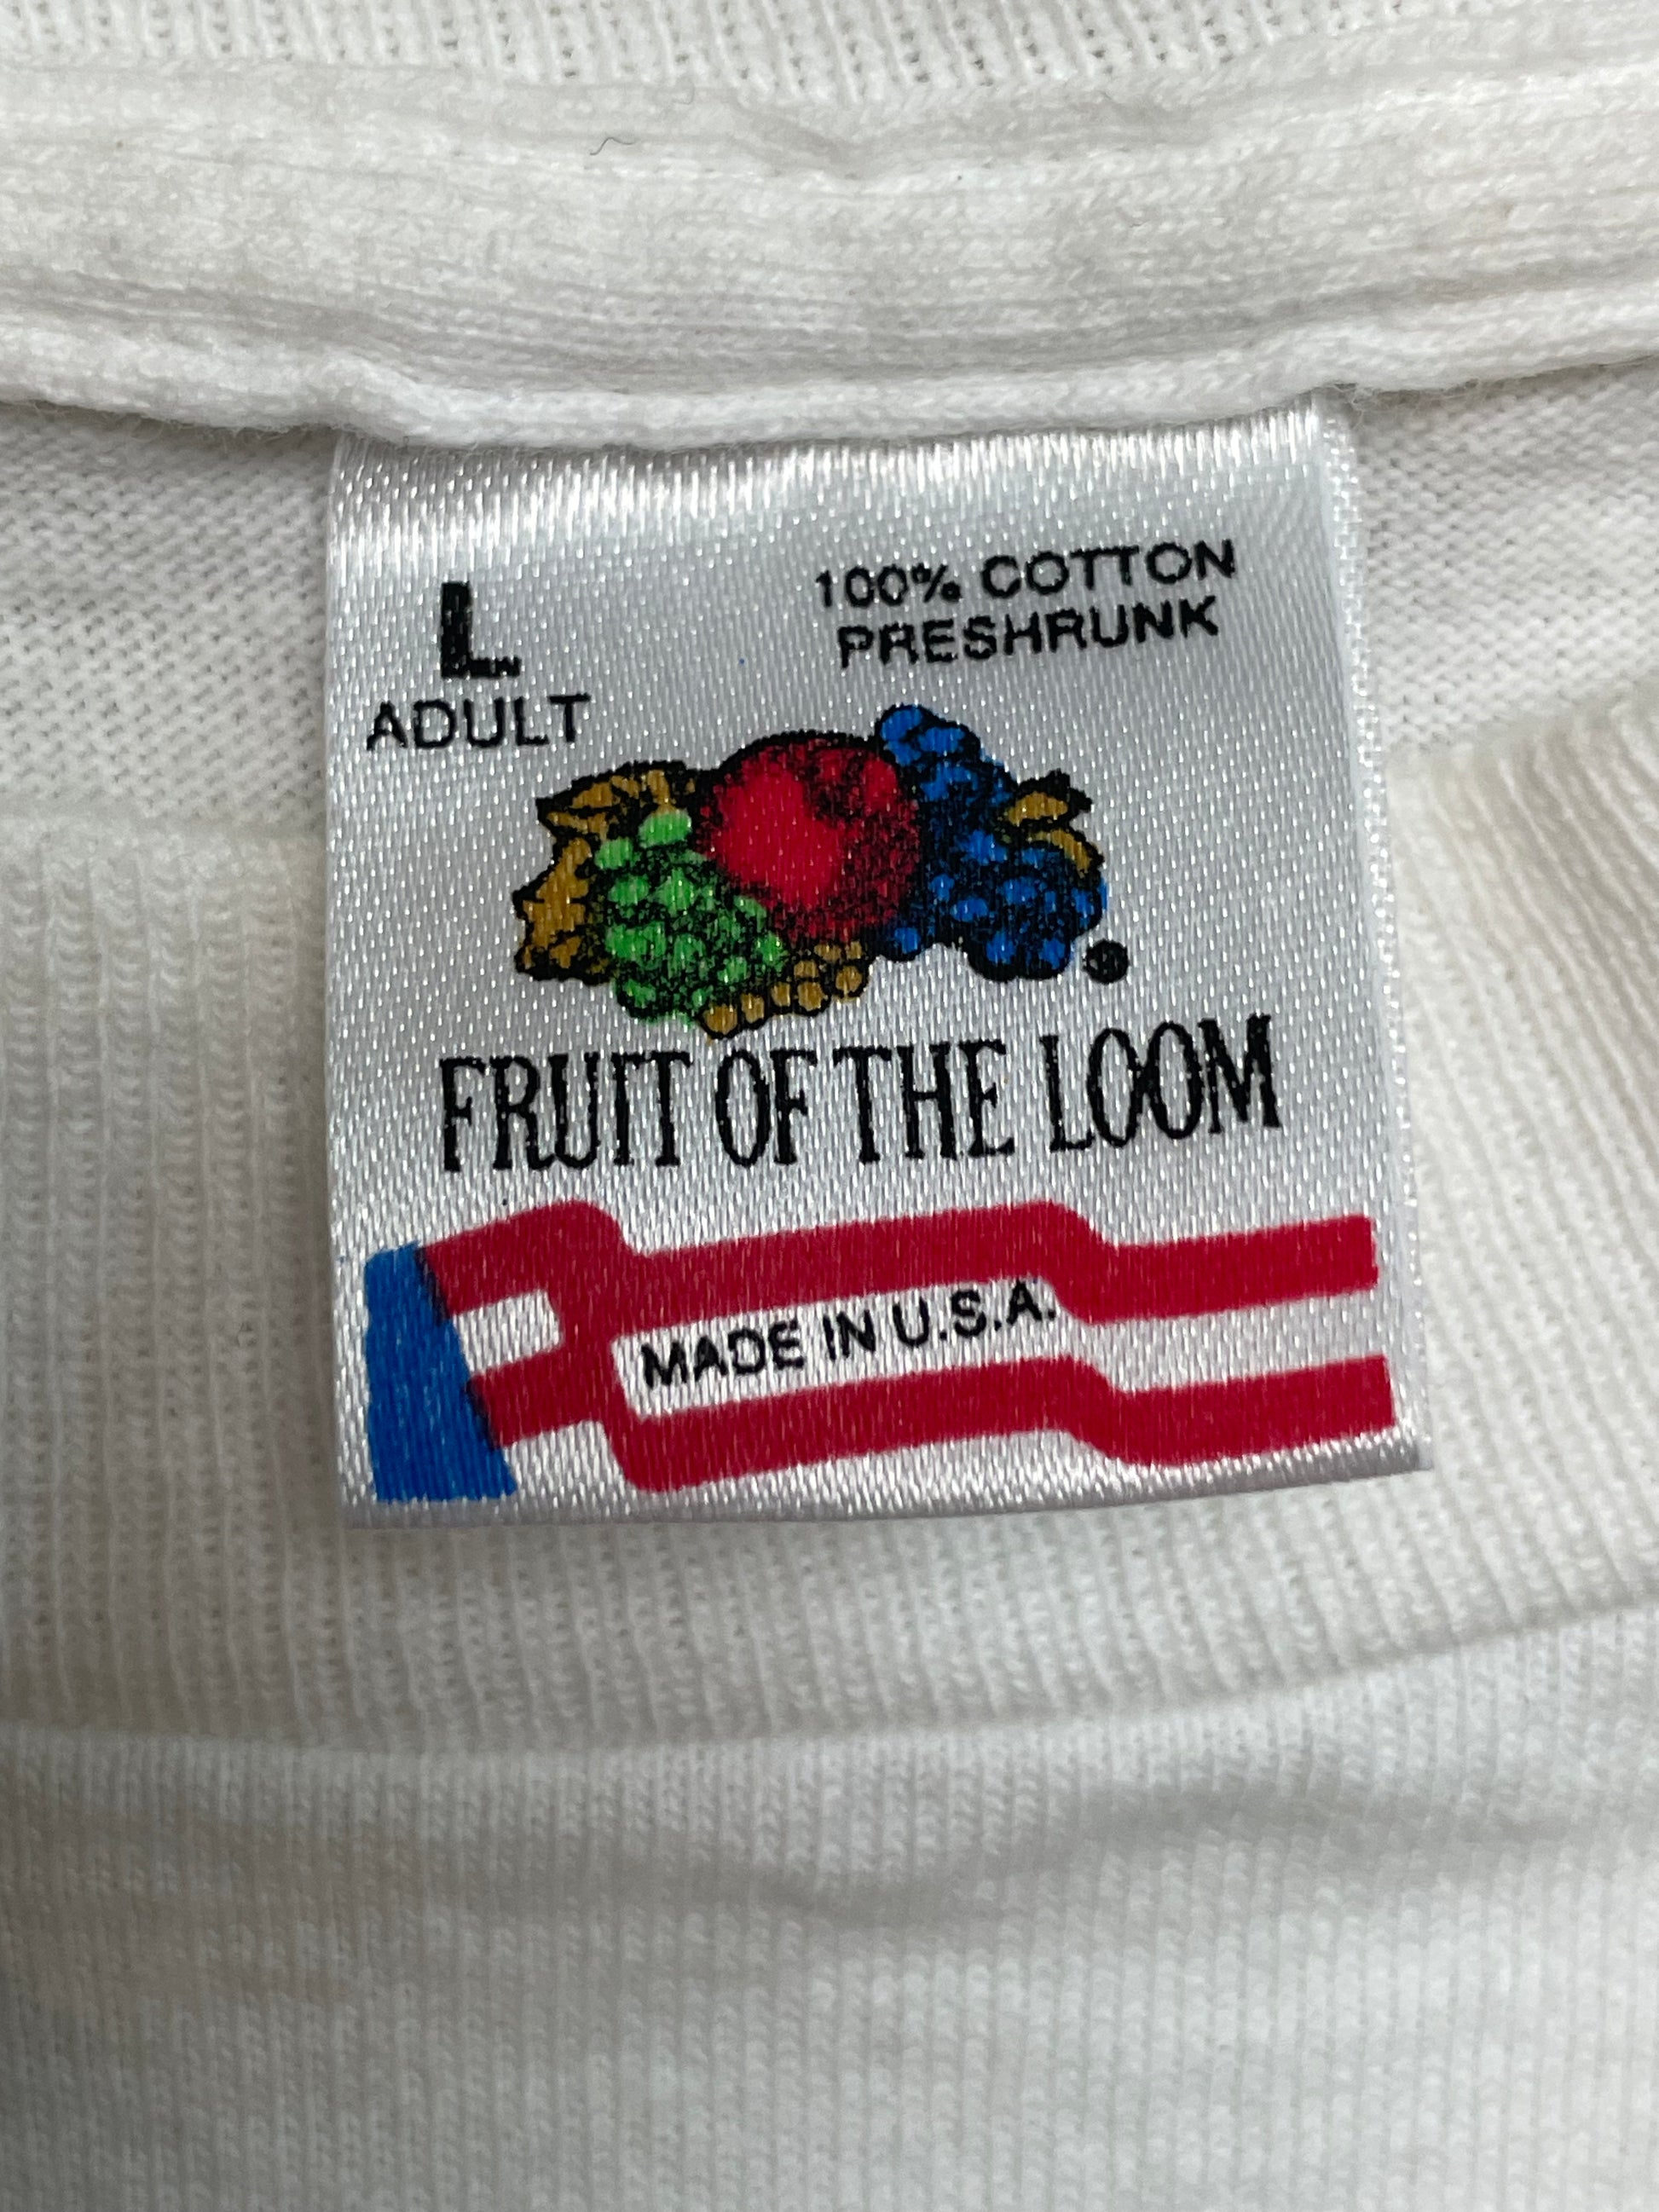 L
ADULT
100% COTTON
PRESHRUNK
FRUIT OF THE LOOM
MADE IN U.S.A.